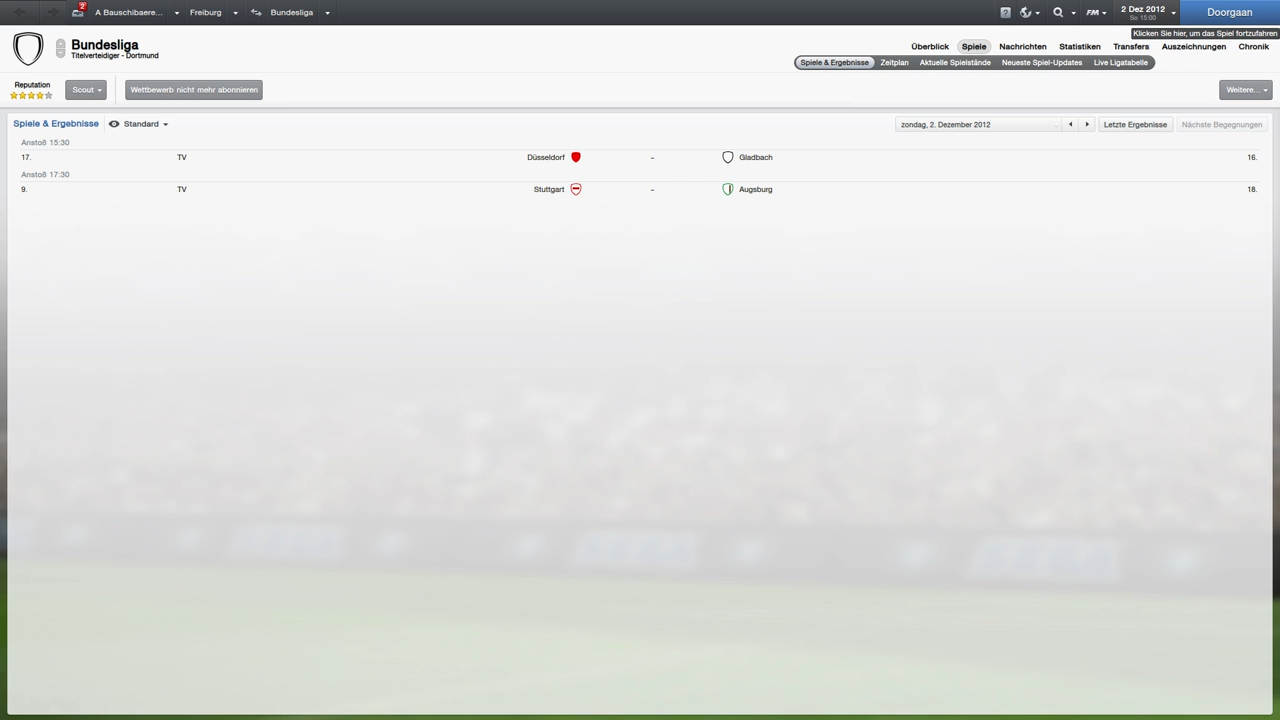 2
A Bauschibaere...
Freiburg
Bundesliga
FM
2 Dez 2012
So 15:00
Doorgaan
Klicken Sie hier, um das Spiel fortzufahren
Bundesliga
Titelverteidiger - Dortmund
Überblick Spiele Nachrichten Statistiken Transfers Auszeichnungen Chronik
Spiele & Ergebnisse Zeitplan Aktuelle Spielstände Neueste Spiel-Updates Live Ligatabelle
Reputation
Scout
Wettbewerb nicht mehr abonnieren
Weitere...
Spiele & Ergebnisse Standard zondag, 2. Dezember 2012 Letzte Ergebnisse Nächste Begegnungen
Anstoß 15:30
17. TV Düsseldorf - Gladbach 16.
Anstoß 17:30
9. TV Stuttgart - Augsburg 18.